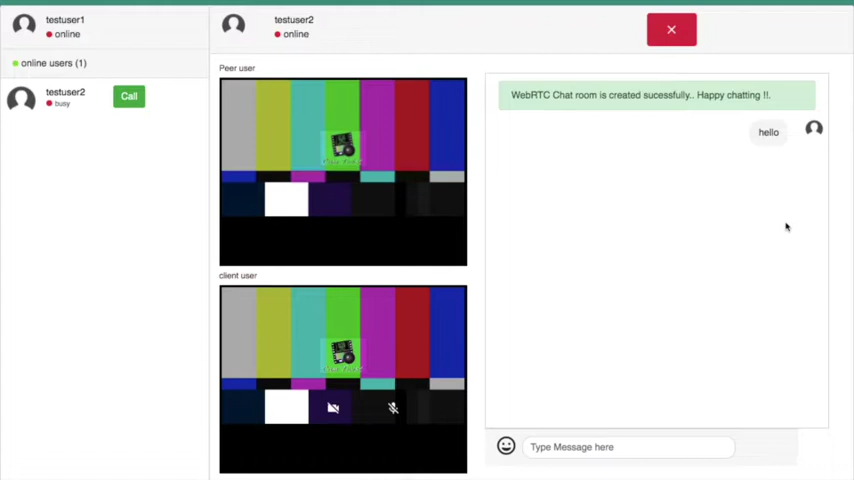 testuser1
online
online users (1)
testuser2
busy
Call
testuser2
online
Peer user
client user
WebRTC Chat room is created sucessfully.. Happy chatting !!.
hello
Type Message here